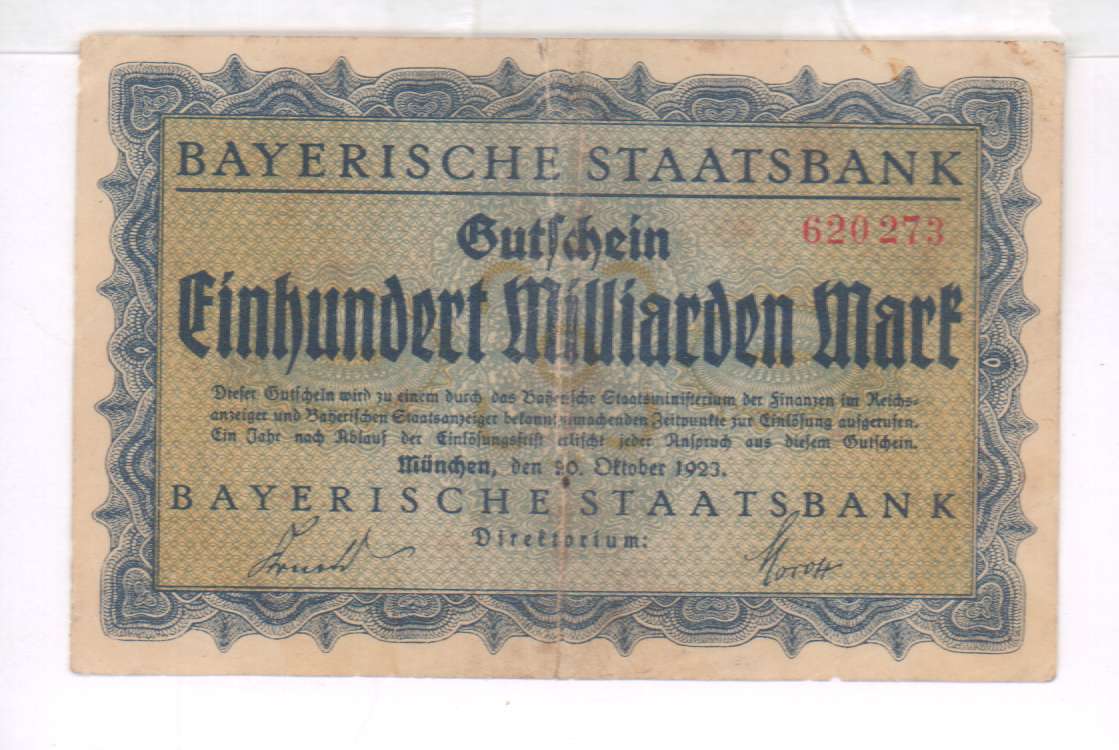 BAYERISCHE STAATSBANK
620273
Gutschein
Einhundert Milliarden Mark
Dieser Gutschein wird zu einem durch das Bayerische Staatsministerium der Finanzen im Reichs-
anzeiger und Bayerischen Staatsanzeiger bekanntzumachenden Zeitpunkte zur Einlösung aufgerufen.
Ein Jahr nach Ablauf der Einlösungsfrist erlischt jeder Anspruch aus diesem Gutschein.
München, den Oktober 1923.
BAYERISCHE STAATSBANK
Direktorium: